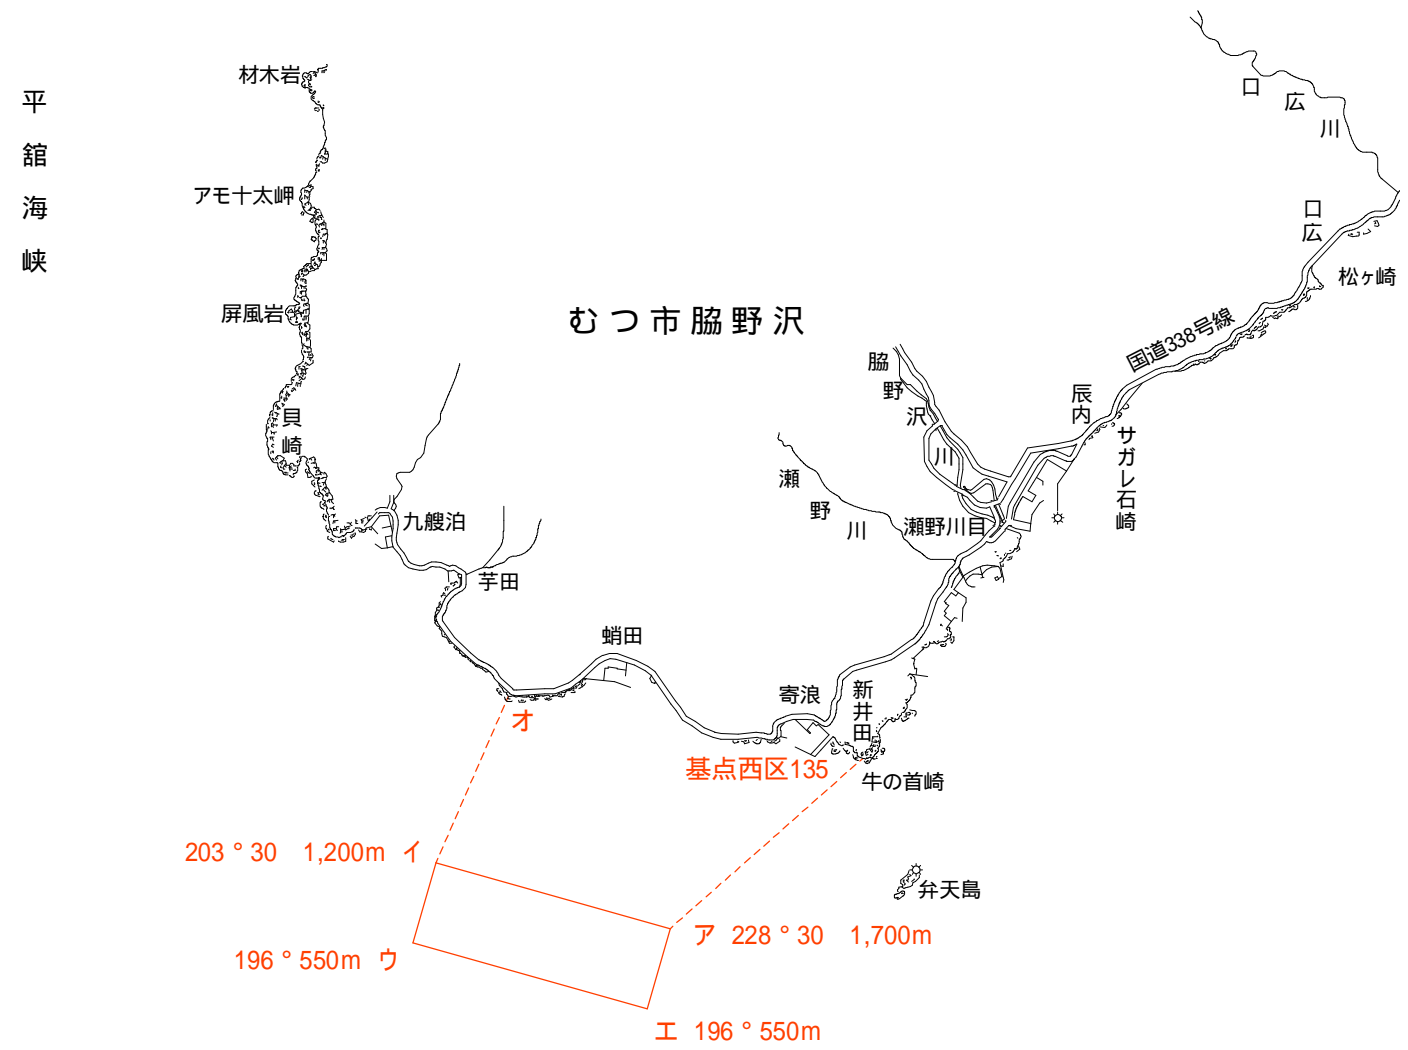 平舘海峡
材木岩
アモ十太岬
屏風岩
貝崎
九艘泊
芋田
蛸田
むつ市脇野沢
口広川
口広
松ヶ崎
国道338号線
脇野沢川
辰内
サガレ石崎
瀬野川
瀬野川目
寄浪
新井田
オ
基点西区135
牛の首崎
203°30 1,200m イ
弁天島
ア 228°30 1,700m
196°550m ウ
エ 196°550m